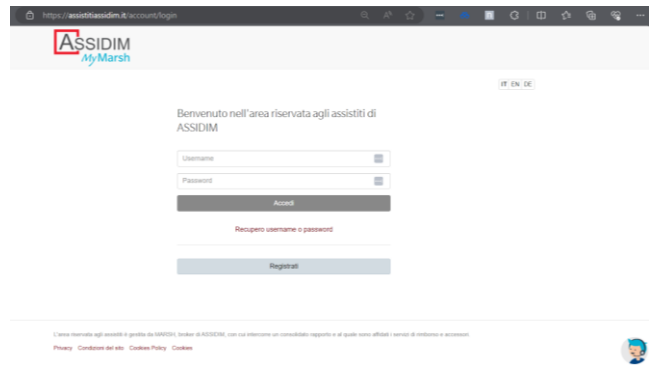 https://assistitiassidim.it/account/login
ASSIDIM
MyMarsh
IT EN DE
Benvenuto nell'area riservata agli assistiti di
ASSIDIM
Username
Password
Accedi
Recupero username o password
Registrati
L'area riservata agli assistiti è gestita da MARSH, broker di ASSIDIM, con cui intercorre un consolidato rapporto e al quale sono affidati i servizi di rimborso e accessori.
Privacy Condizioni del sito Cookies Policy Cookies